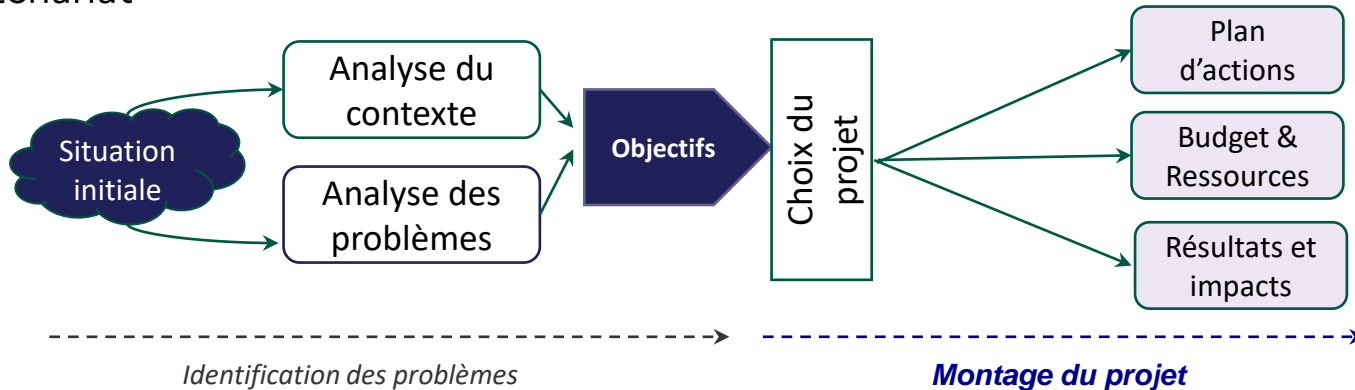 Situation
initiale
Analyse du
contexte
Analyse des
problèmes
Objectifs
Choix du
projet
Plan
d’actions
Budget &
Ressources
Résultats et
impacts
Identification des problèmes
Montage du projet